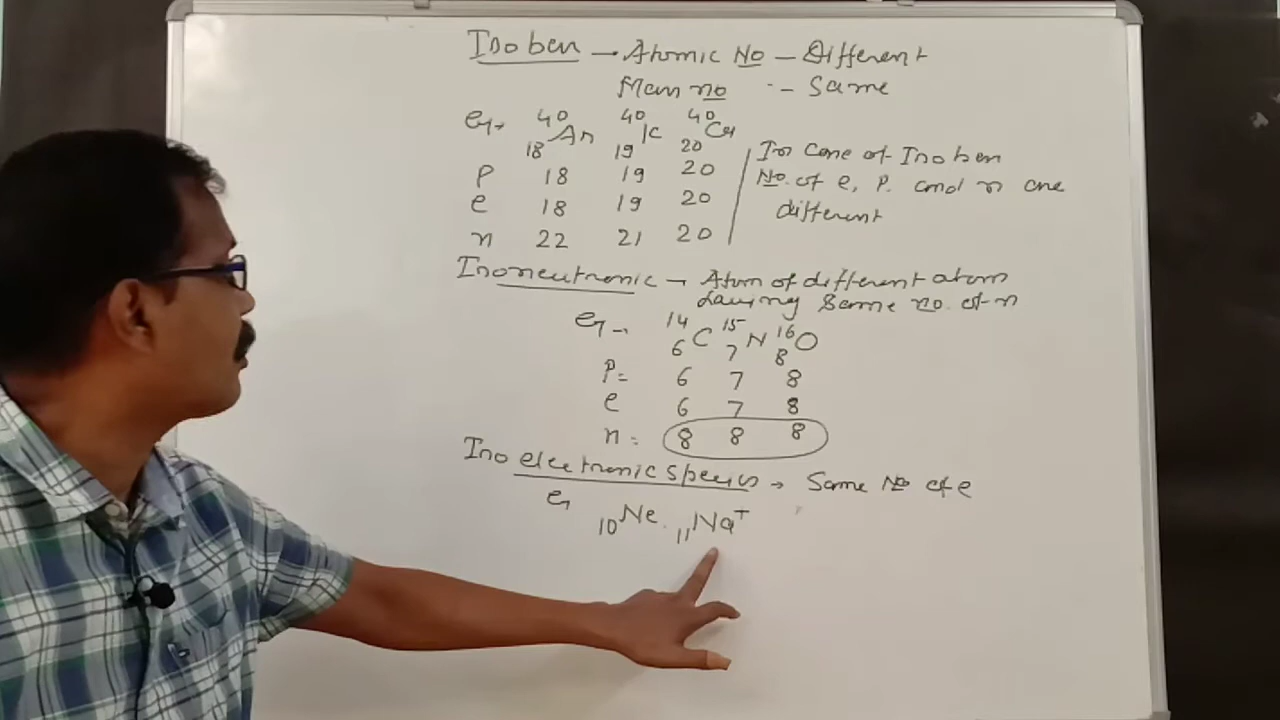 Isobar – Atomic No – Different
Mass no :- Same
eg → 40 18 Ar 40 19 K 40 20 Ca
P 18 19 20
e 18 19 20
n 22 21 20
In case of Isobar
No. of e, P. and n are
different
Isoneutronic – Atom of different atom
having same no. of n
eg → 14 6 C 15 7 N 16 8 O
P = 6 7 8
e 6 7 8
n = 8 8 8
Isoelectronic species → Same No of e
eg 10 Ne. 11 Na+